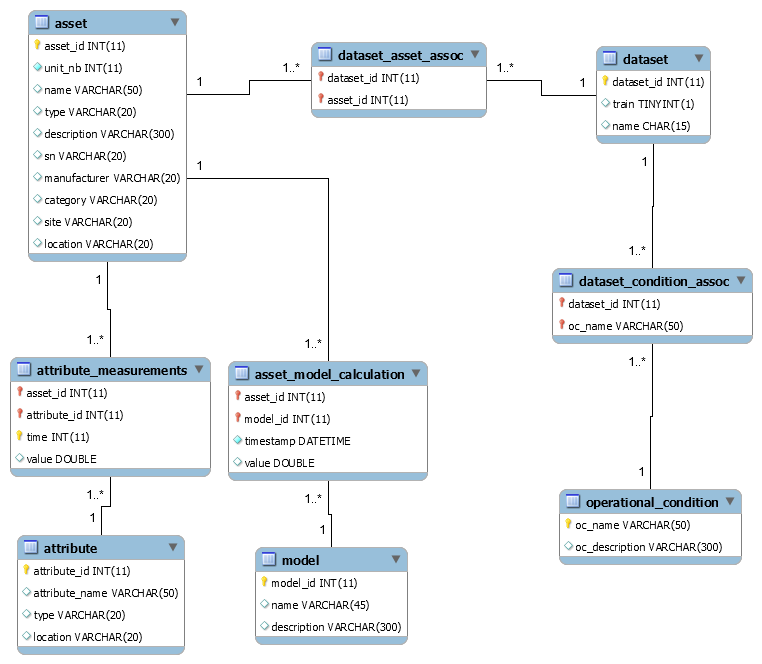 asset
asset_id INT(11)
unit_nb INT(11)
name VARCHAR(50)
type VARCHAR(20)
description VARCHAR(300)
sn VARCHAR(20)
manufacturer VARCHAR(20)
category VARCHAR(20)
site VARCHAR(20)
location VARCHAR(20)
1
1..*
dataset_asset_assoc
dataset_id INT(11)
asset_id INT(11)
1..*
1
dataset
dataset_id INT(11)
train TINYINT(1)
name CHAR(15)
1
1..*
dataset_condition_assoc
dataset_id INT(11)
oc_name VARCHAR(50)
1..*
1
operational_condition
oc_name VARCHAR(50)
oc_description VARCHAR(300)
1
1..*
attribute_measurements
asset_id INT(11)
attribute_id INT(11)
time INT(11)
value DOUBLE
1..*
1
attribute
attribute_id INT(11)
attribute_name VARCHAR(50)
type VARCHAR(20)
location VARCHAR(20)
1
1..*
asset_model_calculation
asset_id INT(11)
model_id INT(11)
timestamp DATETIME
value DOUBLE
1..*
1
model
model_id INT(11)
name VARCHAR(45)
description VARCHAR(300)